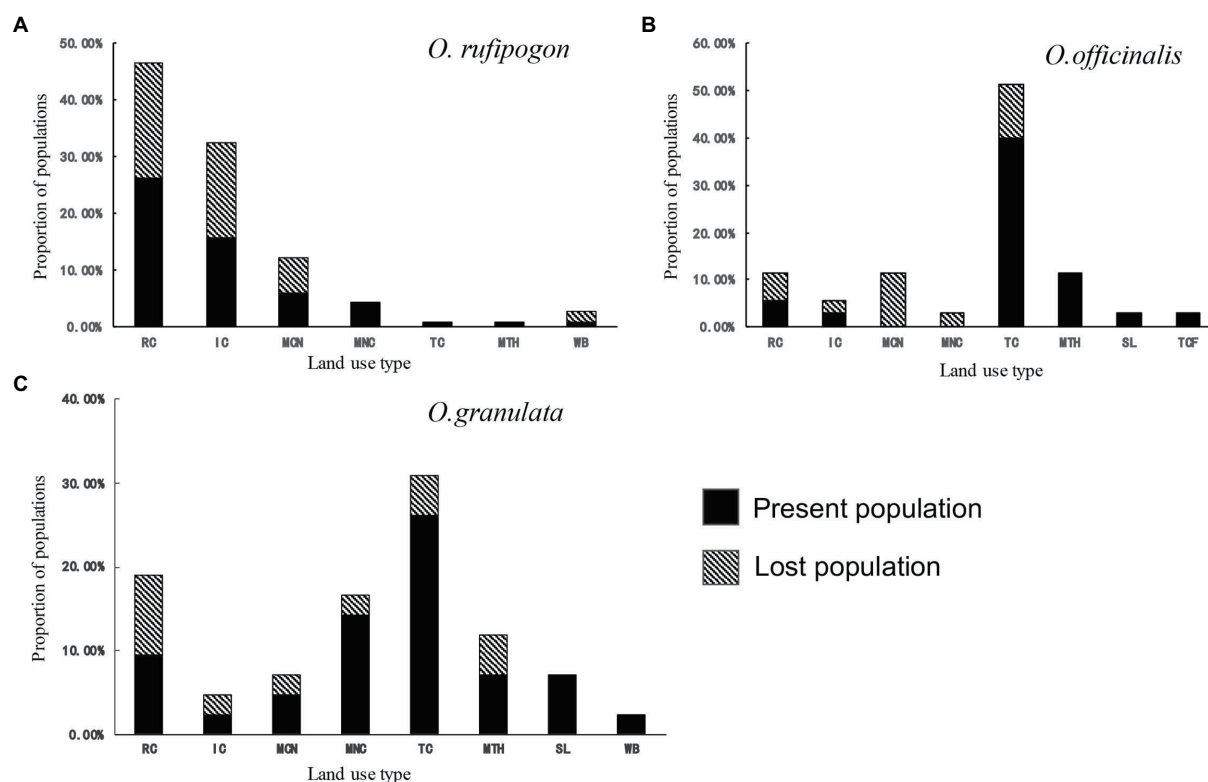 A
O. rufipogon
50.00%
40.00%
30.00%
20.00%
10.00%
0.00%
Proportion of populations
RC IC MCN MNC TC MTH WB
Land use type
B
O.officinalis
60.00%
50.00%
40.00%
30.00%
20.00%
10.00%
0.00%
Proportion of populations
RC IC MCN MNC TC MTH SL TCF
Land use type
C
O.granulata
40.00%
30.00%
20.00%
10.00%
0.00%
Proportion of populations
RC IC MCN MNC TC MTH SL WB
Land use type
Present population
Lost population